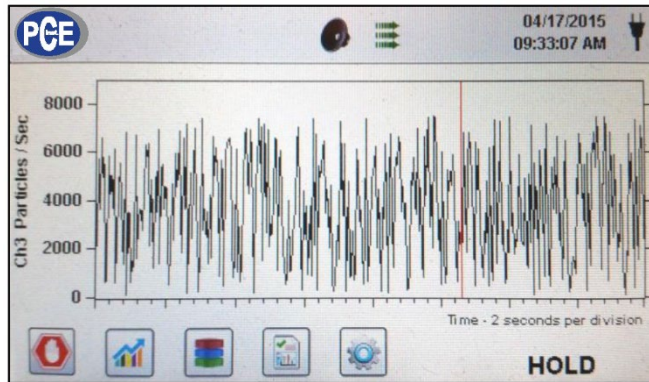 PCE
04/17/2015
09:33:07 AM
Ch3 Particles / Sec
8000
6000
4000
2000
0
Time - 2 seconds per division
HOLD